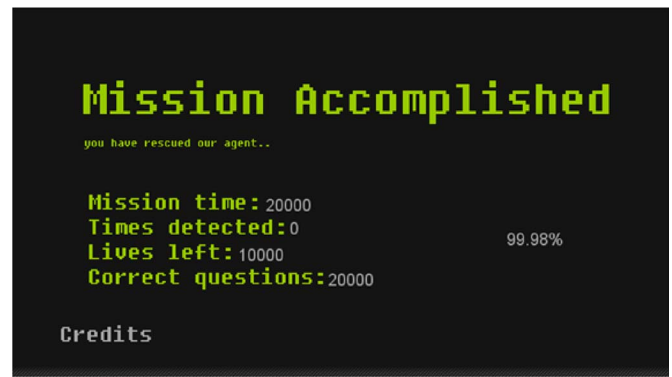 Mission Accomplished
you have rescued our agent..
Mission time: 20000
Times detected:0
Lives left: 10000
Correct questions:20000
99.98%
Credits